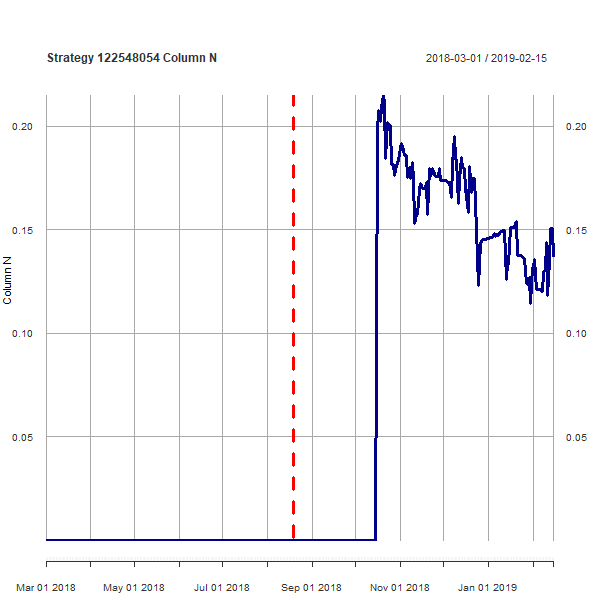 Strategy 122548054 Column N
2018-03-01 / 2019-02-15
0.20
0.20
0.15
0.15
Column N
0.10
0.10
0.05
0.05
Mar 01 2018
May 01 2018
Jul 01 2018
Sep 01 2018
Nov 01 2018
Jan 01 2019